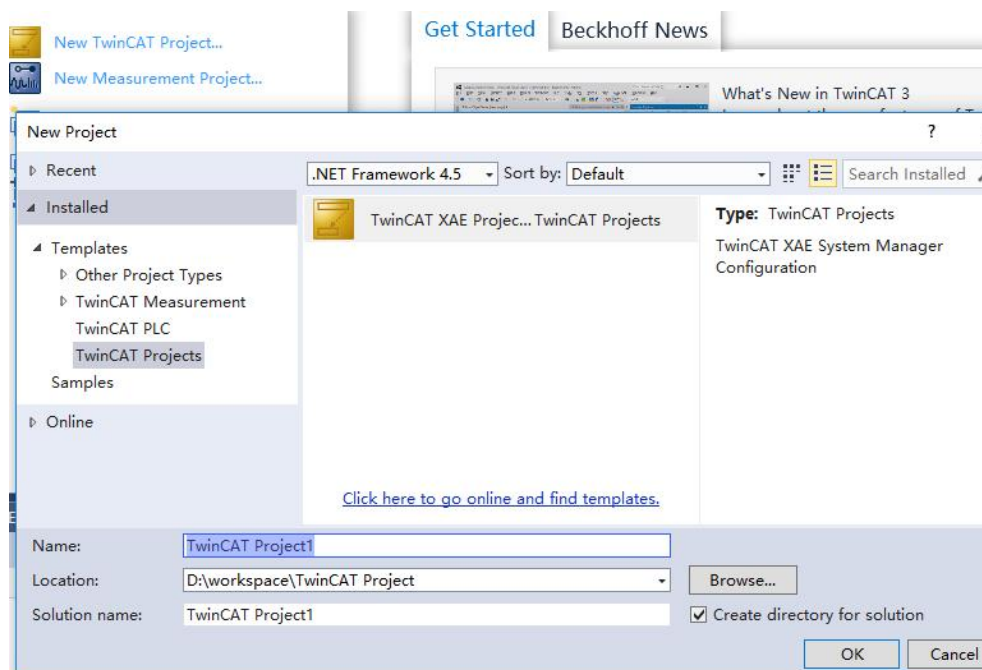 New TwinCAT Project...
New Measurement Project...
Get Started
Beckhoff News
What's New in TwinCAT 3
New Project
?
Recent
Installed
Templates
Other Project Types
TwinCAT Measurement
TwinCAT PLC
TwinCAT Projects
Samples
Online
.NET Framework 4.5
Sort by:
Default
Search Installed
TwinCAT XAE Projec... TwinCAT Projects
Type: TwinCAT Projects
TwinCAT XAE System Manager
Configuration
Click here to go online and find templates.
Name:
TwinCAT Project1
Location:
D:\workspace\TwinCAT Project
Browse...
Solution name:
TwinCAT Project1
Create directory for solution
OK
Cancel